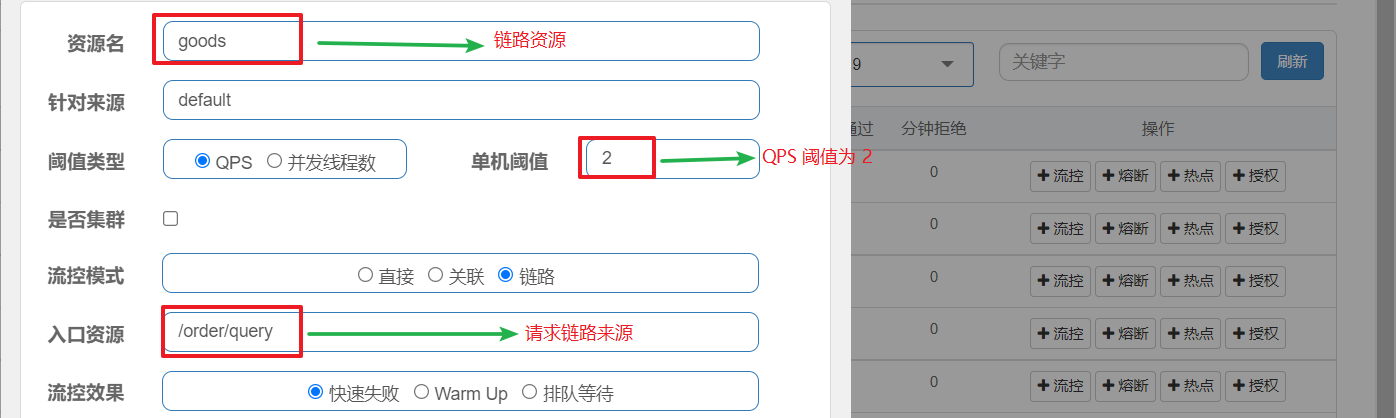 资源名 goods 链路资源
9 关键字 刷新
针对来源 default
通过 分钟拒绝 操作
阈值类型 QPS 并发线程数 单机阈值 2 QPS 阈值为 2
0 流控 熔断 热点 授权
是否集群
0 流控 熔断 热点 授权
流控模式 直接 关联 链路
0 流控 熔断 热点 授权
入口资源 /order/query 请求链路来源
0 流控 熔断 热点 授权
流控效果 快速失败 Warm Up 排队等待
0 流控 熔断 热点 授权